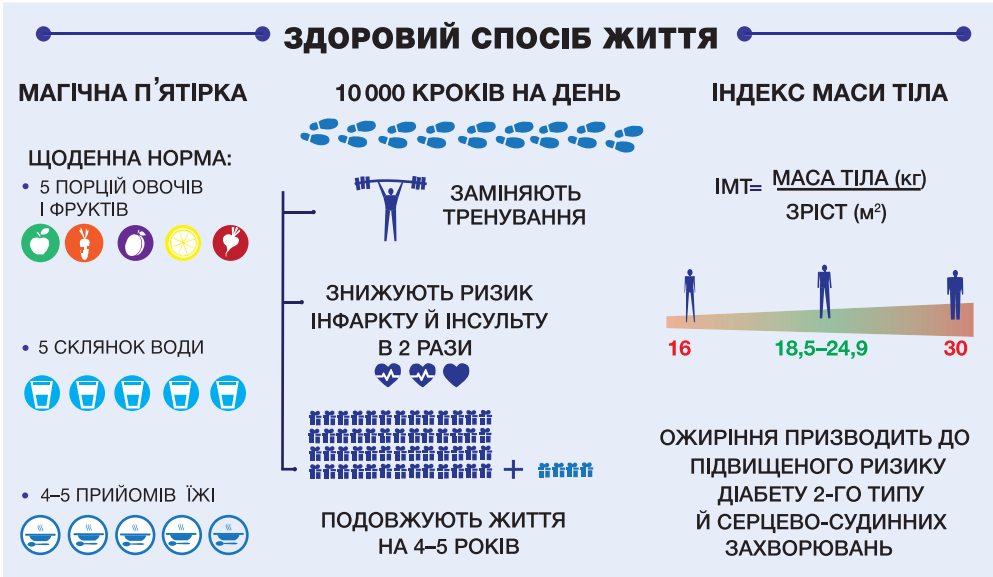 ЗДОРОВИЙ СПОСІБ ЖИТТЯ
МАГІЧНА П'ЯТІРКА
ЩОДЕННА НОРМА:
• 5 ПОРЦІЙ ОВОЧІВ
І ФРУКТІВ
• 5 СКЛЯНОК ВОДИ
• 4–5 ПРИЙОМІВ ЇЖІ
10 000 КРОКІВ НА ДЕНЬ
ЗАМІНЯЮТЬ
ТРЕНУВАННЯ
ЗНИЖУЮТЬ РИЗИК
ІНФАРКТУ Й ІНСУЛЬТУ
В 2 РАЗИ
+
ПОДОВЖУЮТЬ ЖИТТЯ
НА 4–5 РОКІВ
ІНДЕКС МАСИ ТІЛА
ІМТ= МАСА ТІЛА (кг)
ЗРІСТ (м²)
16 18,5–24,9 30
ОЖИРІННЯ ПРИЗВОДИТЬ ДО
ПІДВИЩЕНОГО РИЗИКУ
ДІАБЕТУ 2-ГО ТИПУ
Й СЕРЦЕВО-СУДИННИХ
ЗАХВОРЮВАНЬ